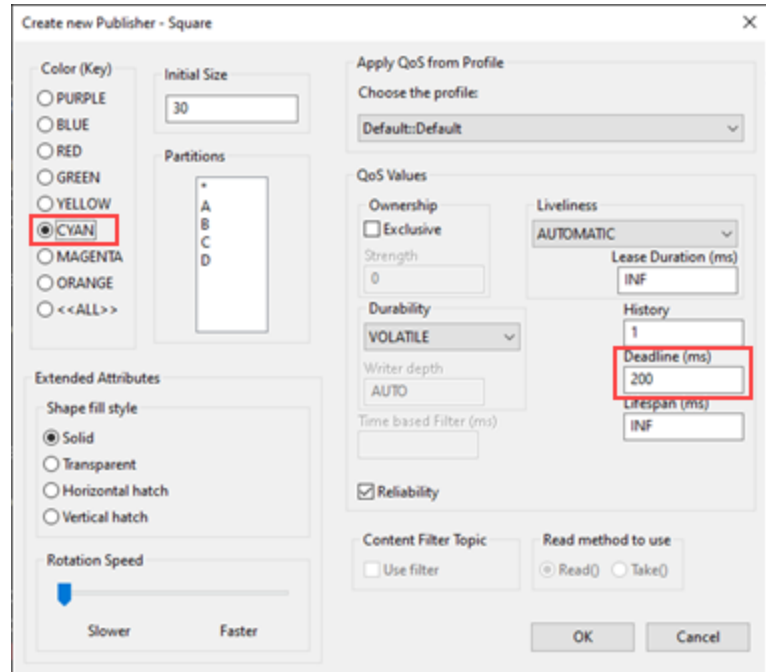 Create new Publisher - Square
Color (Key)
PURPLE
BLUE
RED
GREEN
YELLOW
CYAN
MAGENTA
ORANGE
<<ALL>>
Initial Size
30
Partitions
*
A
B
C
D
Extended Attributes
Shape fill style
Solid
Transparent
Horizontal hatch
Vertical hatch
Rotation Speed
Slower Faster
Apply QoS from Profile
Choose the profile:
Default::Default
QoS Values
Ownership
Exclusive
Strength
0
Durability
VOLATILE
Writer depth
AUTO
Time based Filter (ms)
Reliability
Liveliness
AUTOMATIC
Lease Duration (ms)
INF
History
1
Deadline (ms)
200
Lifespan (ms)
INF
Content Filter Topic
Use filter
Read method to use
Read() Take()
OK Cancel